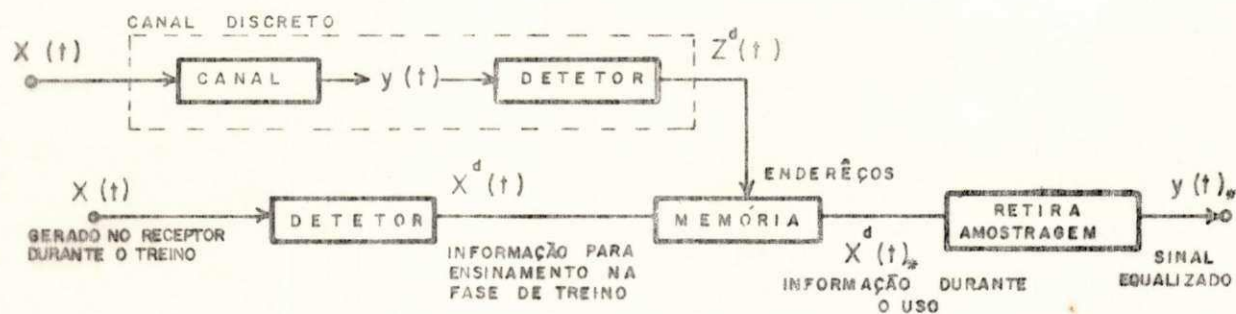 CANAL DISCRETO
X (t)
CANAL
y (t)
DETETOR
Z^d(t)
X (t)
GERADO NO RECEPTOR
DURANTE O TREINO
DETETOR
X^d(t)
INFORMAÇÃO PARA
ENSINAMENTO NA
FASE DE TREINO
ENDERÊÇOS
MEMÓRIA
X^d(t)*
INFORMAÇÃO DURANTE
O USO
RETIRA
AMOSTRAGEM
y (t)*
SINAL
EQUALIZADO